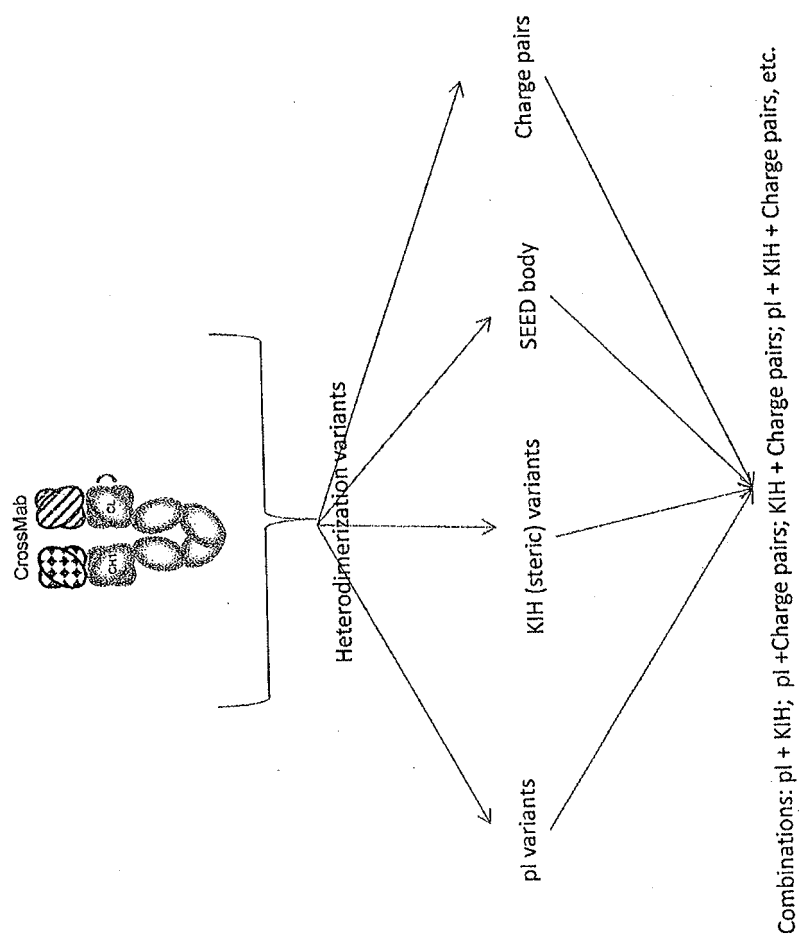 CrossMab
CH1
CL
Heterodimerization variants
pI variants
KIH (steric) variants
SEED body
Charge pairs
Combinations: pI + KIH; pI +Charge pairs; KIH + Charge pairs; pI + KIH + Charge pairs, etc.